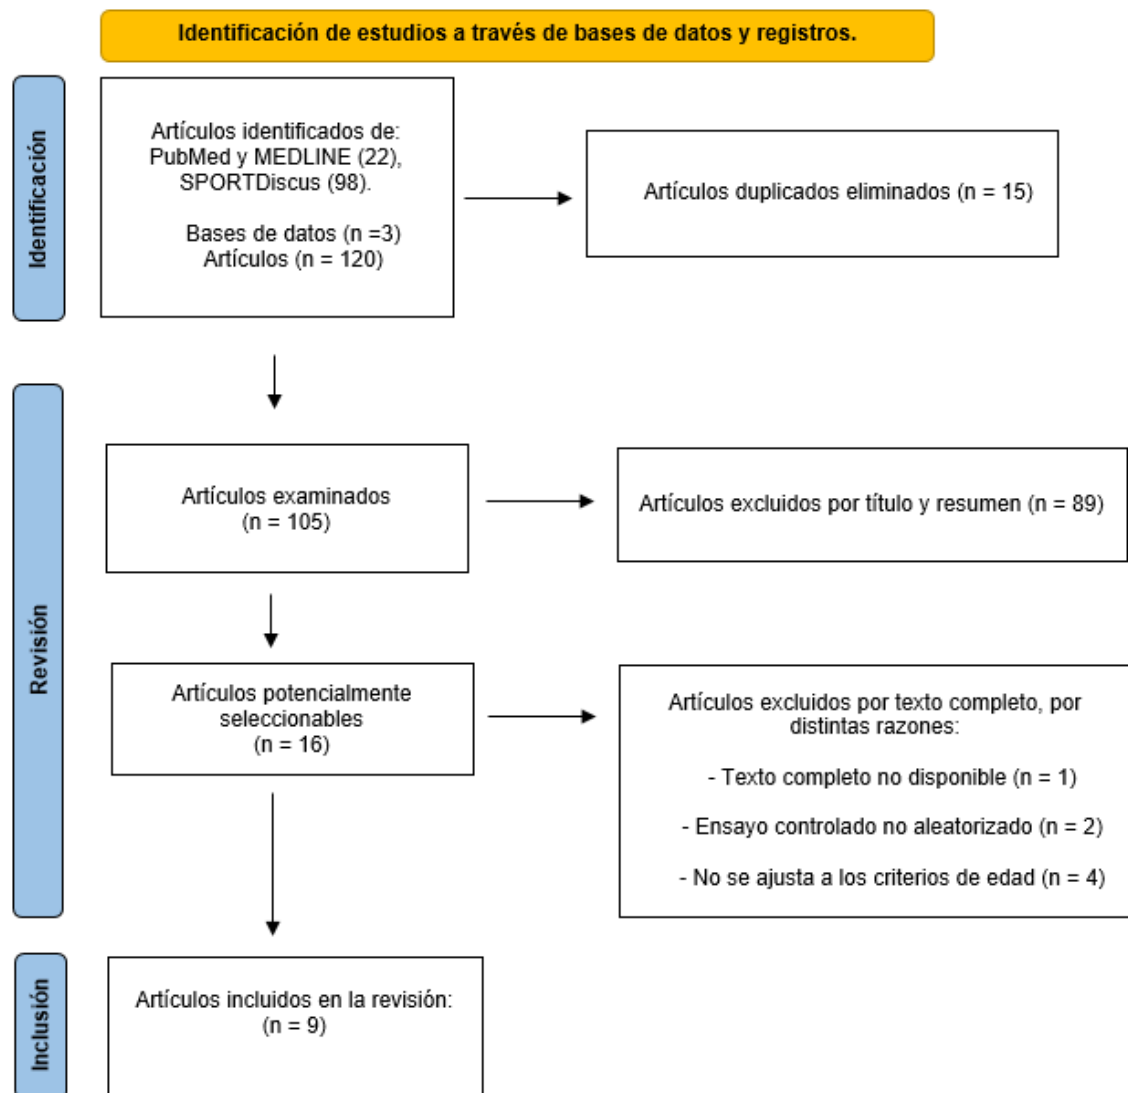 Identificación de estudios a través de bases de datos y registros.
Identificación
Artículos identificados de:
PubMed y MEDLINE (22),
SPORTDiscus (98).
Bases de datos (n =3)
Artículos (n = 120)
Artículos duplicados eliminados (n = 15)
Revisión
Artículos examinados
(n = 105)
Artículos excluidos por título y resumen (n = 89)
Artículos potencialmente
seleccionables
(n = 16)
Artículos excluidos por texto completo, por
distintas razones:
- Texto completo no disponible (n = 1)
- Ensayo controlado no aleatorizado (n = 2)
- No se ajusta a los criterios de edad (n = 4)
Inclusión
Artículos incluidos en la revisión:
(n = 9)